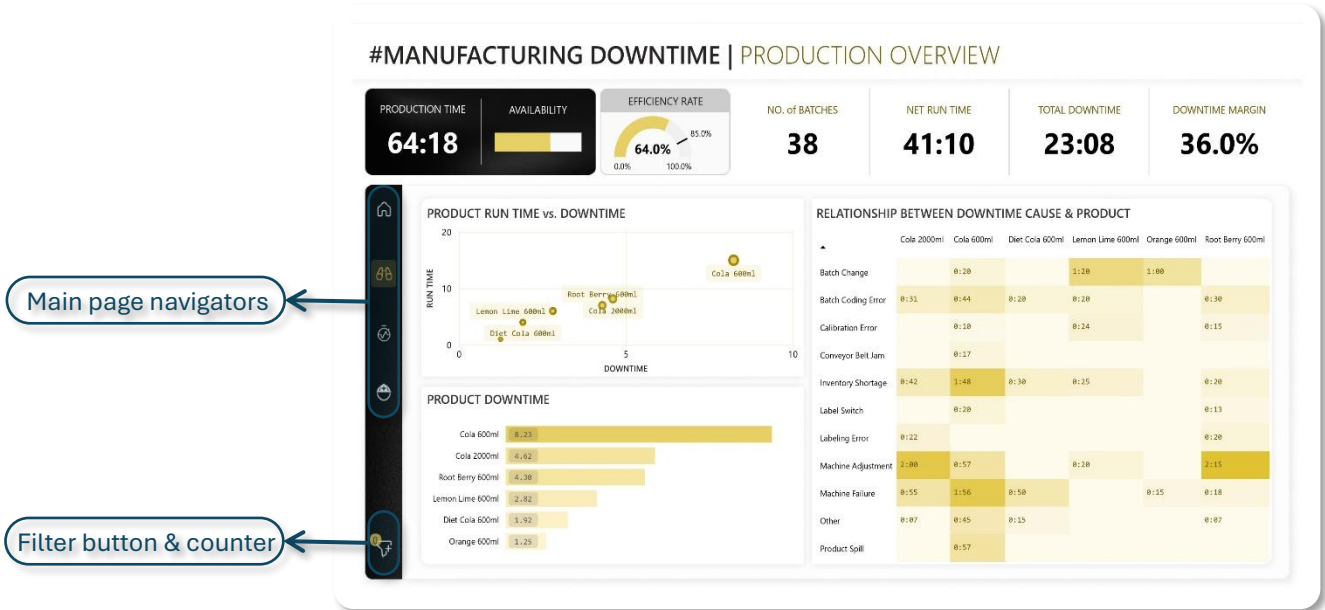 #MANUFACTURING DOWNTIME | PRODUCTION OVERVIEW
PRODUCTION TIME
64:18
AVAILABILITY
EFFICIENCY RATE
85.0%
64.0%
0.0% 100.0%
NO. of BATCHES
38
NET RUN TIME
41:10
TOTAL DOWNTIME
23:08
DOWNTIME MARGIN
36.0%
Main page navigators
Filter button & counter
0
PRODUCT RUN TIME vs. DOWNTIME
20
10
0
RUN TIME
Cola 600ml
Root Berry 600ml
Lemon Lime 600ml
Cola 2000ml
Diet Cola 600ml
0 5 10
DOWNTIME
PRODUCT DOWNTIME
Cola 600ml 8.23
Cola 2000ml 4.62
Root Berry 600ml 4.30
Lemon Lime 600ml 2.82
Diet Cola 600ml 1.92
Orange 600ml 1.25
RELATIONSHIP BETWEEN DOWNTIME CAUSE & PRODUCT
Cola 2000ml Cola 600ml Diet Cola 600ml Lemon Lime 600ml Orange 600ml Root Berry 600ml
Batch Change 0:20 1:20 1:00
Batch Coding Error 0:31 0:44 0:20 0:20 0:30
Calibration Error 0:10 0:24 0:15
Conveyor Belt Jam 0:17
Inventory Shortage 0:42 1:48 0:30 0:25 0:20
Label Switch 0:20 0:13
Labeling Error 0:22 0:20
Machine Adjustment 2:00 0:57 0:20 2:15
Machine Failure 0:55 1:56 0:50 0:15 0:18
Other 0:07 0:45 0:15 0:07
Product Spill 0:57